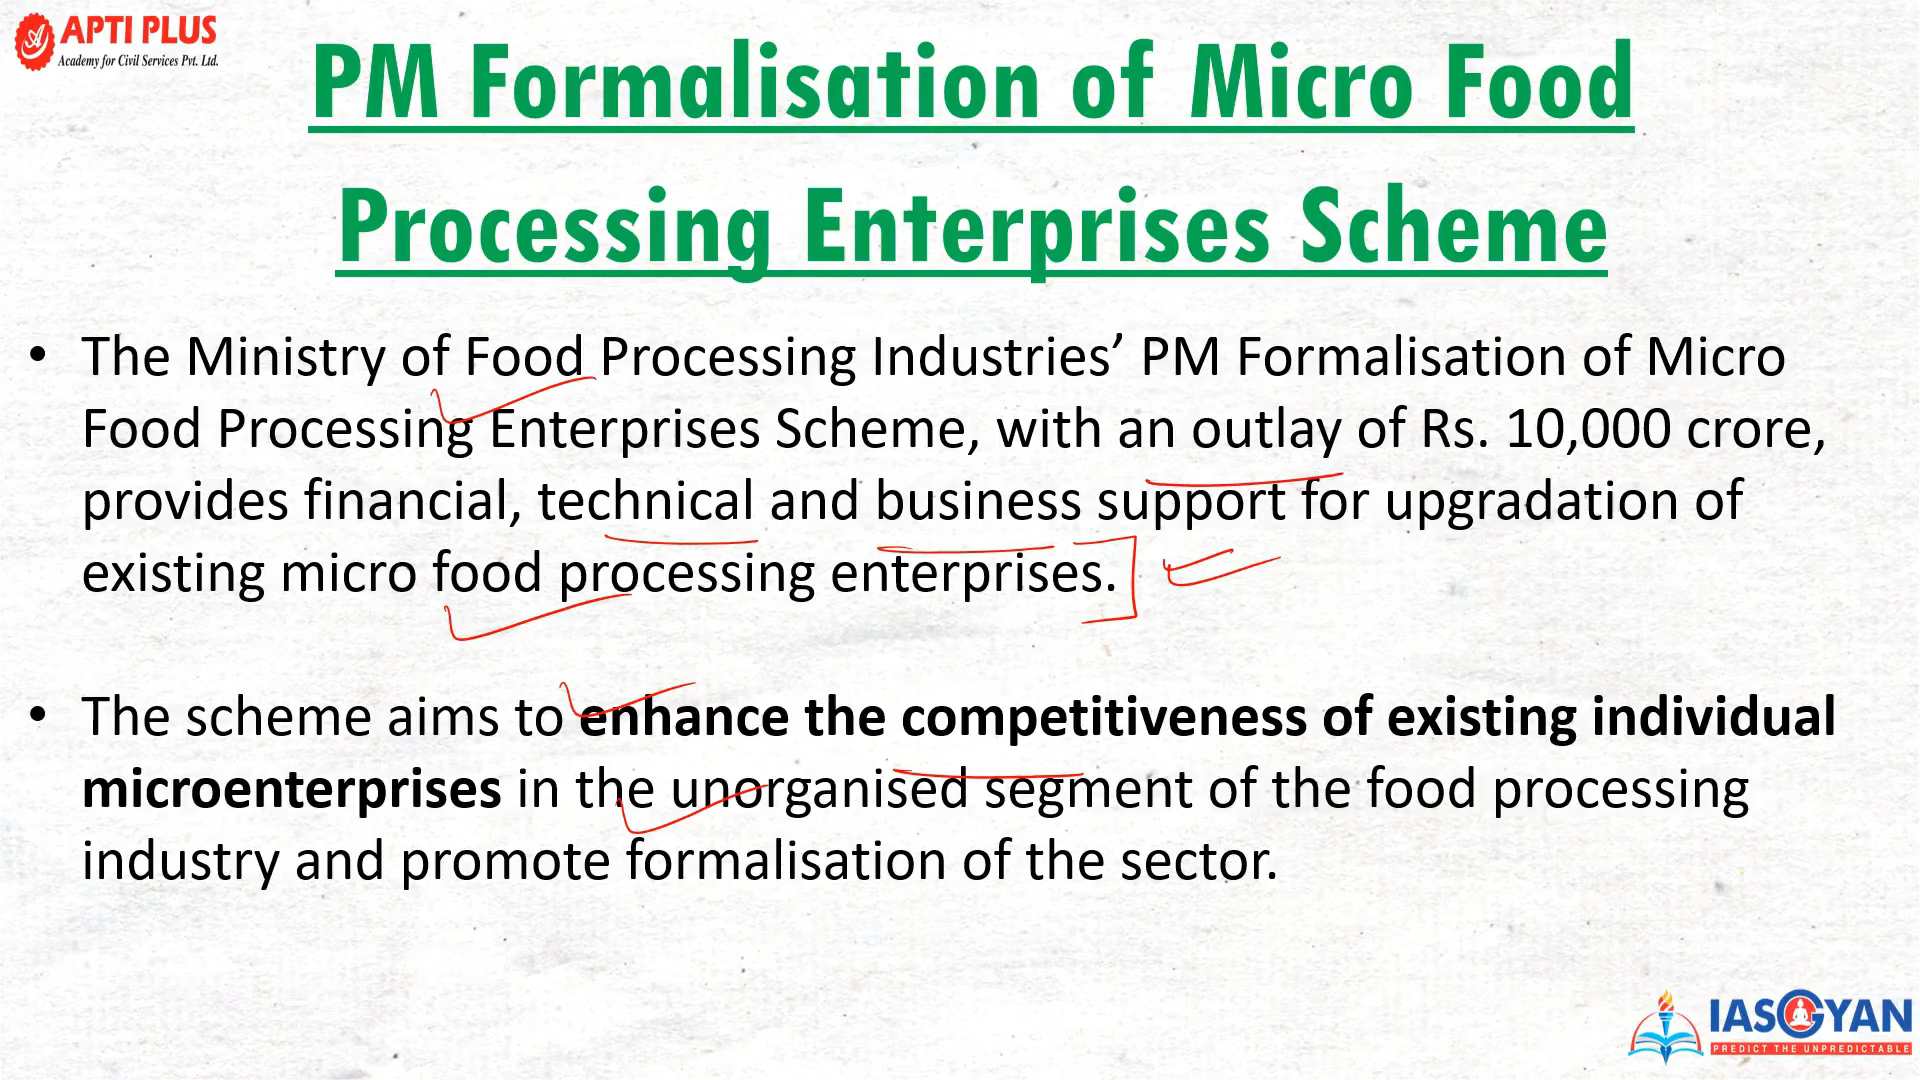 APTI PLUS
Academy for Civil Services Pvt. Ltd.
PM Formalisation of Micro Food
Processing Enterprises Scheme
• The Ministry of Food Processing Industries’ PM Formalisation of Micro
Food Processing Enterprises Scheme, with an outlay of Rs. 10,000 crore,
provides financial, technical and business support for upgradation of
existing micro food processing enterprises.
• The scheme aims to enhance the competitiveness of existing individual
microenterprises in the unorganised segment of the food processing
industry and promote formalisation of the sector.
IASGYAN
PREDICT THE UNPREDICTABLE